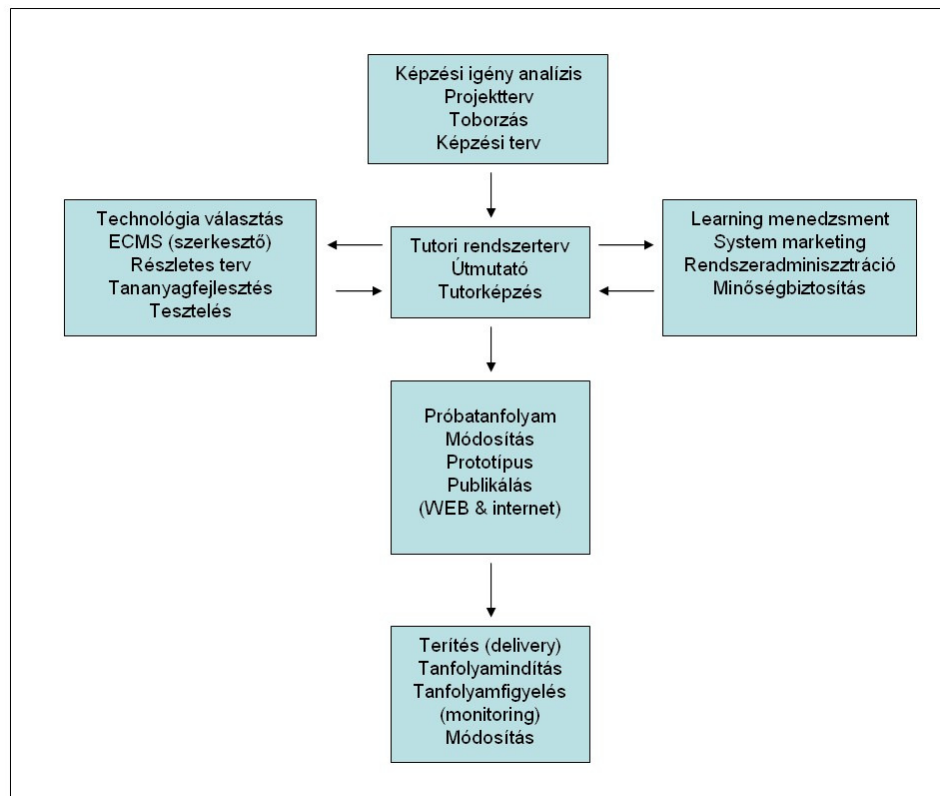 Képzési igény analízis
Projektterv
Toborzás
Képzési terv
Technológia választás
ECMS (szerkesztő)
Részletes terv
Tananyagfejlesztés
Tesztelés
Tutori rendszerterv
Útmutató
Tutorképzés
Learning menedzsment
System marketing
Rendszeradminiszztráció
Minőségbiztosítás
Próbatanfolyam
Módosítás
Prototípus
Publikálás
(WEB & internet)
Terítés (delivery)
Tanfolyamindítás
Tanfolyamfigyelés
(monitoring)
Módosítás